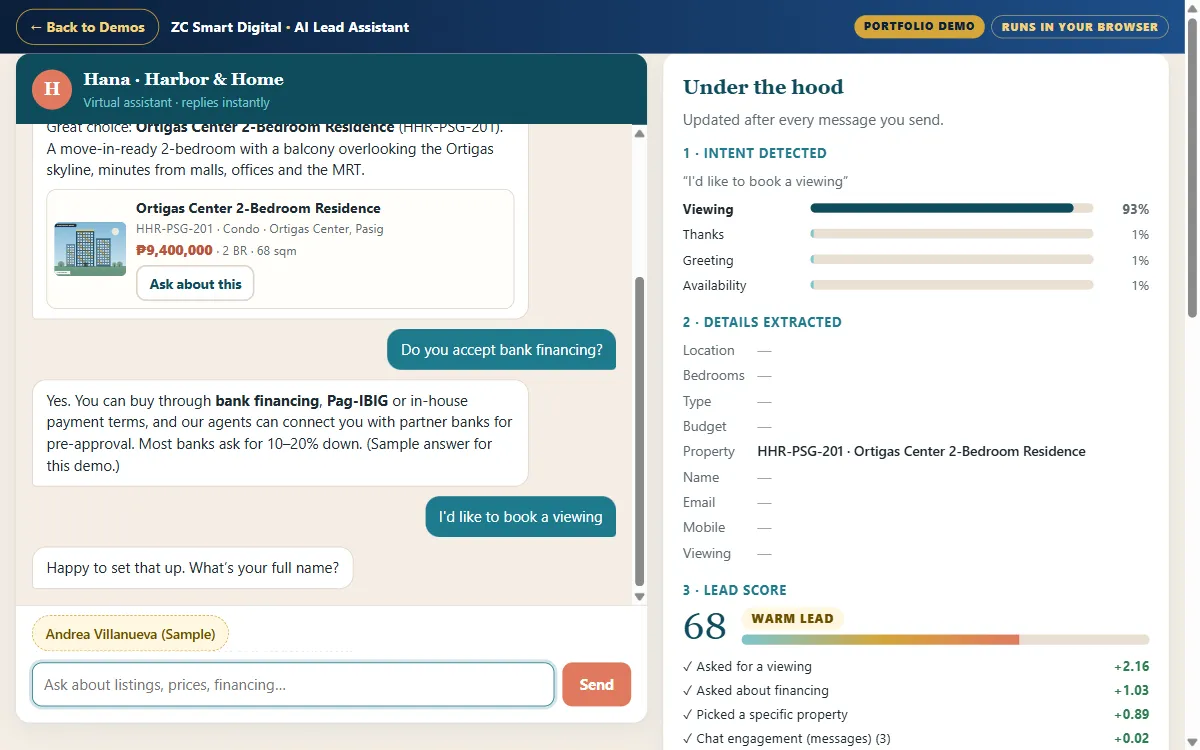 ← Back to Demos
ZC Smart Digital · AI Lead Assistant
PORTFOLIO DEMO
RUNS IN YOUR BROWSER
H
Hana · Harbor & Home
Virtual assistant · replies instantly
Great choice: Ortigas Center 2-Bedroom Residence (HHR-PSG-201).
A move-in-ready 2-bedroom with a balcony overlooking the Ortigas
skyline, minutes from malls, offices and the MRT.
Ortigas Center 2-Bedroom Residence
HHR-PSG-201 · Condo · Ortigas Center, Pasig
₱9,400,000 · 2 BR · 68 sqm
Ask about this
Do you accept bank financing?
Yes. You can buy through bank financing, Pag-IBIG or in-house
payment terms, and our agents can connect you with partner banks for
pre-approval. Most banks ask for 10–20% down. (Sample answer for
this demo.)
I'd like to book a viewing
Happy to set that up. What's your full name?
Andrea Villanueva (Sample)
Ask about listings, prices, financing...
Send
Under the hood
Updated after every message you send.
1 · INTENT DETECTED
“I'd like to book a viewing”
Viewing 93%
Thanks 1%
Greeting 1%
Availability 1%
2 · DETAILS EXTRACTED
Location —
Bedrooms —
Type —
Budget —
Property HHR-PSG-201 · Ortigas Center 2-Bedroom Residence
Name —
Email —
Mobile —
Viewing —
3 · LEAD SCORE
68 WARM LEAD
✓ Asked for a viewing +2.16
✓ Asked about financing +1.03
✓ Picked a specific property +0.89
✓ Chat engagement (messages) (3) +0.02